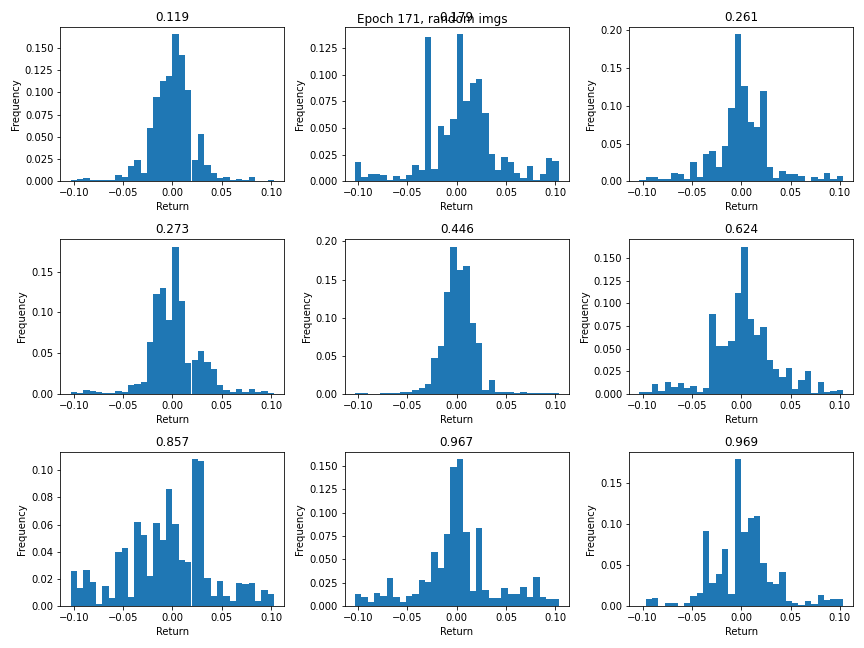 Epoch 171, random imgs
0.119 0.179 0.261
Frequency Frequency Frequency
0.150 0.125 0.100 0.075 0.050 0.025 0.000
0.125 0.100 0.075 0.050 0.025 0.000
0.20 0.15 0.10 0.05 0.00
−0.10 −0.05 0.00 0.05 0.10 −0.10 −0.05 0.00 0.05 0.10 −0.10 −0.05 0.00 0.05 0.10
Return Return Return
0.273 0.446 0.624
Frequency Frequency Frequency
0.15 0.10 0.05 0.00
0.20 0.15 0.10 0.05 0.00
0.150 0.125 0.100 0.075 0.050 0.025 0.000
−0.10 −0.05 0.00 0.05 0.10 −0.10 −0.05 0.00 0.05 0.10 −0.10 −0.05 0.00 0.05 0.10
Return Return Return
0.857 0.967 0.969
Frequency Frequency Frequency
0.10 0.08 0.06 0.04 0.02 0.00
0.150 0.125 0.100 0.075 0.050 0.025 0.000
0.15 0.10 0.05 0.00
−0.10 −0.05 0.00 0.05 0.10 −0.10 −0.05 0.00 0.05 0.10 −0.10 −0.05 0.00 0.05 0.10
Return Return Return